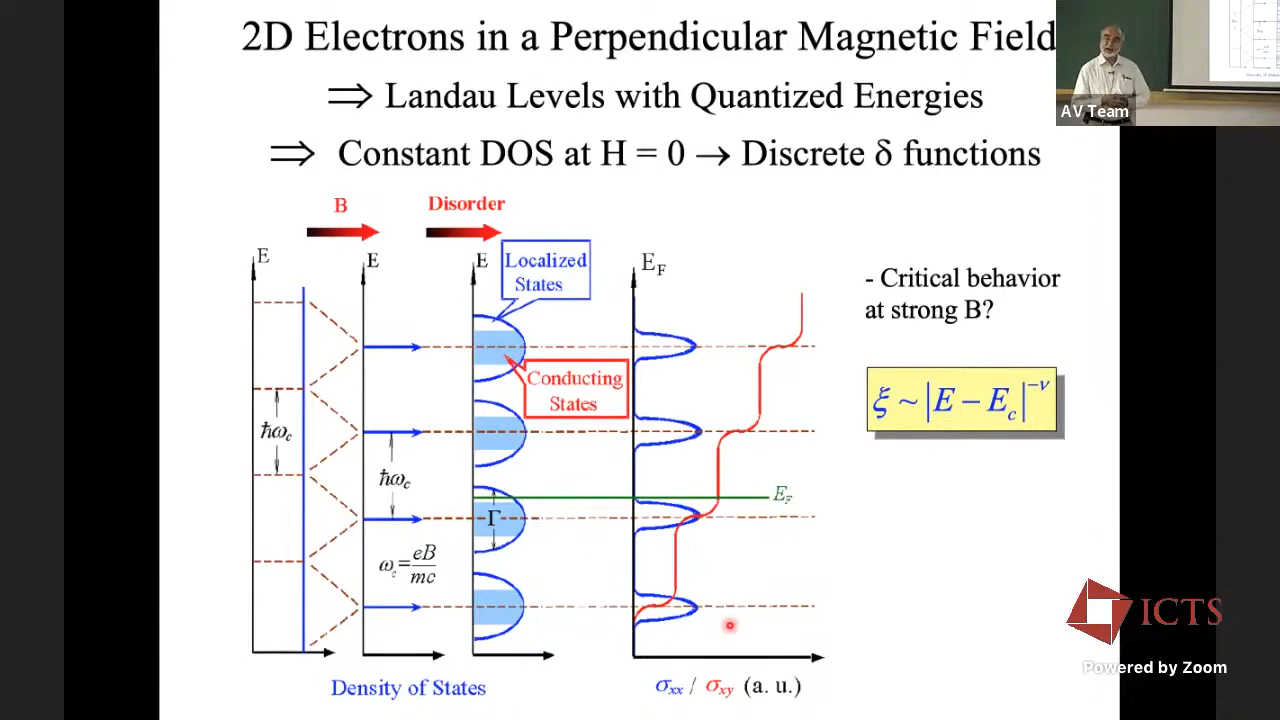 2D Electrons in a Perpendicular Magnetic Field
⇒ Landau Levels with Quantized Energies
⇒ Constant DOS at H = 0 → Discrete δ functions
AV Team
B
Disorder
E
E
E
E_F
Localized
States
Conducting
States
ħω_c
ħω_c
Γ
E_F
ω_c = eB/mc
Density of States
σ_xx / σ_xy (a. u.)
- Critical behavior
at strong B?
ξ ~ |E − E_c|^−ν
ICTS
Powered by Zoom